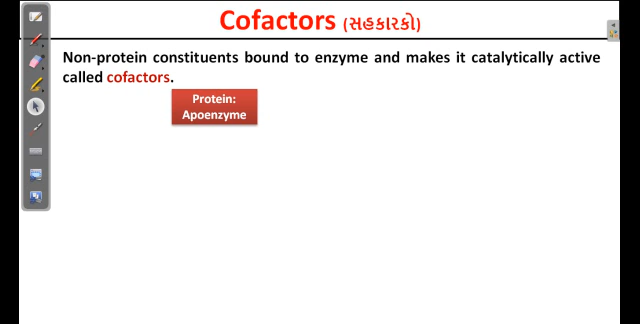 Cofactors (સહકારકો)
Non-protein constituents bound to enzyme and makes it catalytically active
called cofactors.
Protein:
Apoenzyme